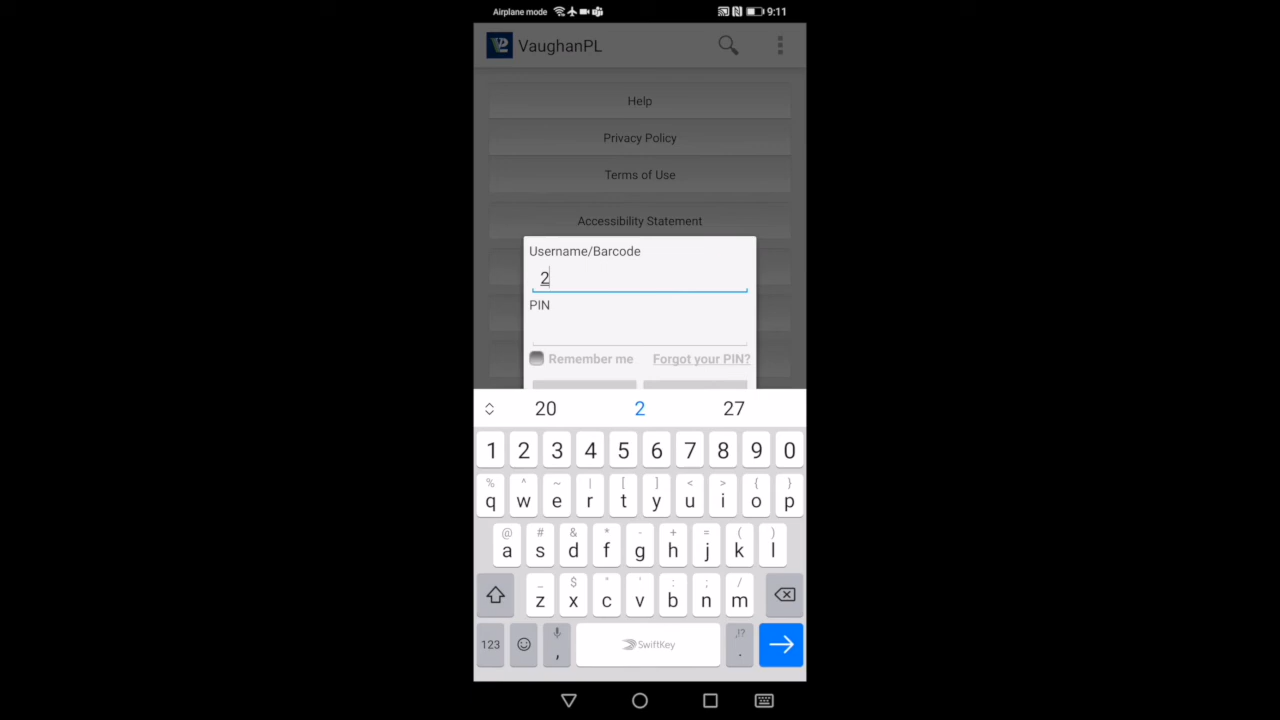 Airplane mode 9:11
VaughanPL
Help
Privacy Policy
Terms of Use
Accessibility Statement
Username/Barcode
2
PIN
Remember me Forgot your PIN?
20 2 27
1 2 3 4 5 6 7 8 9 0
% ^ ~ | [ ] < > { }
q w e r t y u i o p
@ # & * - + = ( )
a s d f g h j k l
_ $ " ' : ; /
z x c v b n m
,!?
123 , SwiftKey .